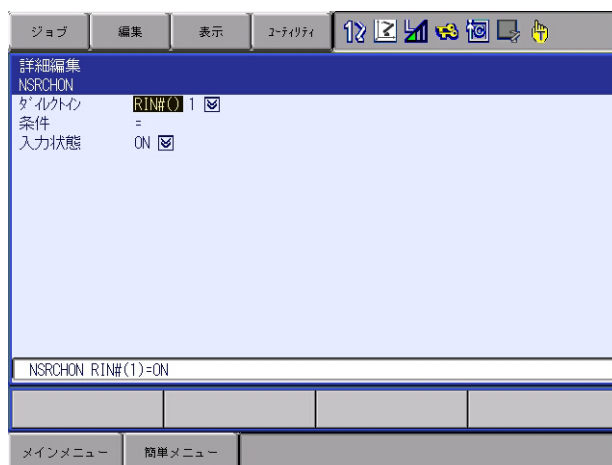 ジョブ 編集 表示 ﾕｰﾃｨﾘﾃｨ
詳細編集
NSRCHON
ﾀﾞｲﾚｸﾄｲﾝ RIN#() 1
条件 =
入力状態 ON
NSRCHON RIN#(1)=ON
メインメニュー 簡単メニュー